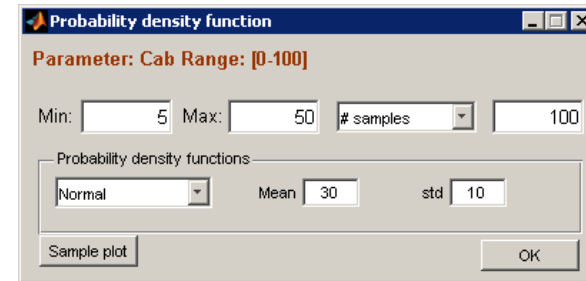 Probability density function
Parameter: Cab Range: [0-100]
Min: 5 Max: 50 # samples 100
Probability density functions
Normal Mean 30 std 10
Sample plot OK